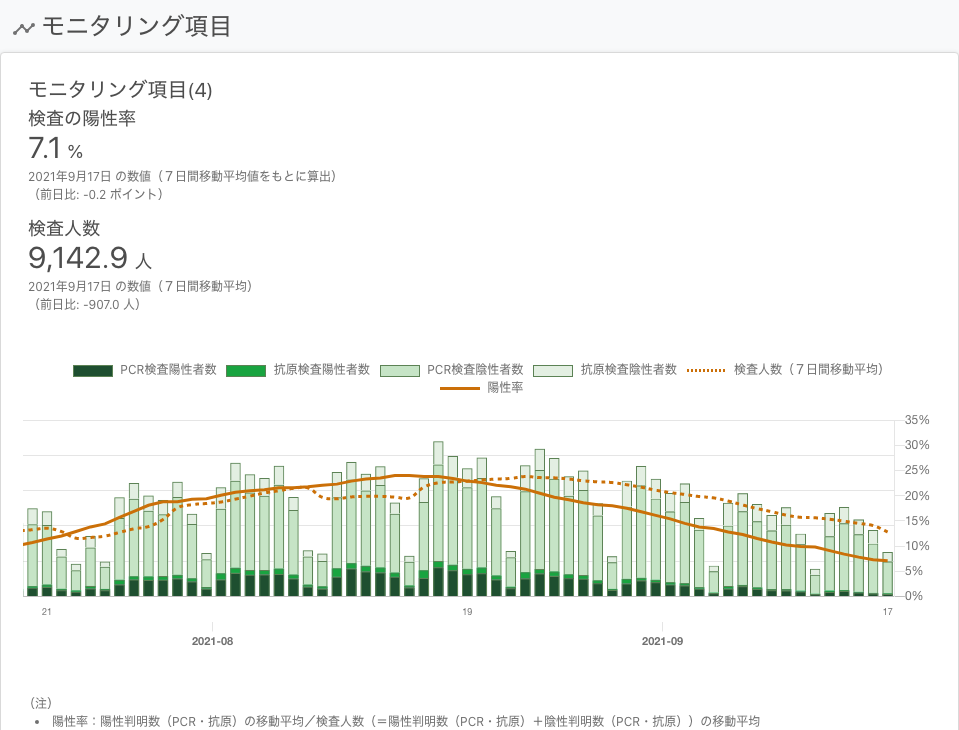 モニタリング項目
モニタリング項目(4)
検査の陽性率
7.1 %
2021年9月17日 の数値（７日間移動平均値をもとに算出）
（前日比: -0.2 ポイント）
検査人数
9,142.9 人
2021年9月17日 の数値（７日間移動平均）
（前日比: -907.0 人）
PCR検査陽性者数 抗原検査陽性者数 PCR検査陰性者数 抗原検査陰性者数 検査人数（７日間移動平均）
陽性率
35%
30%
25%
20%
15%
10%
5%
0%
21 19 17
2021-08 2021-09
（注）
• 陽性率：陽性判明数（PCR・抗原）の移動平均／検査人数（＝陽性判明数（PCR・抗原）＋陰性判明数（PCR・抗原））の移動平均